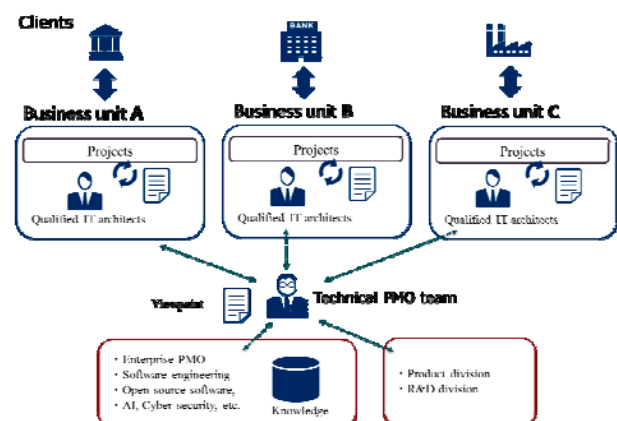 Clients
BANK
Business unit A
Business unit B
Business unit C
Projects
Projects
Projects
Qualified IT architects
Qualified IT architects
Qualified IT architects
Viewpoint
Technical PMO team
・Enterprise PMO
・Software engineering
・Open source software,
・AI, Cyber security, etc.
Knowledge
・Product division
・R&D division